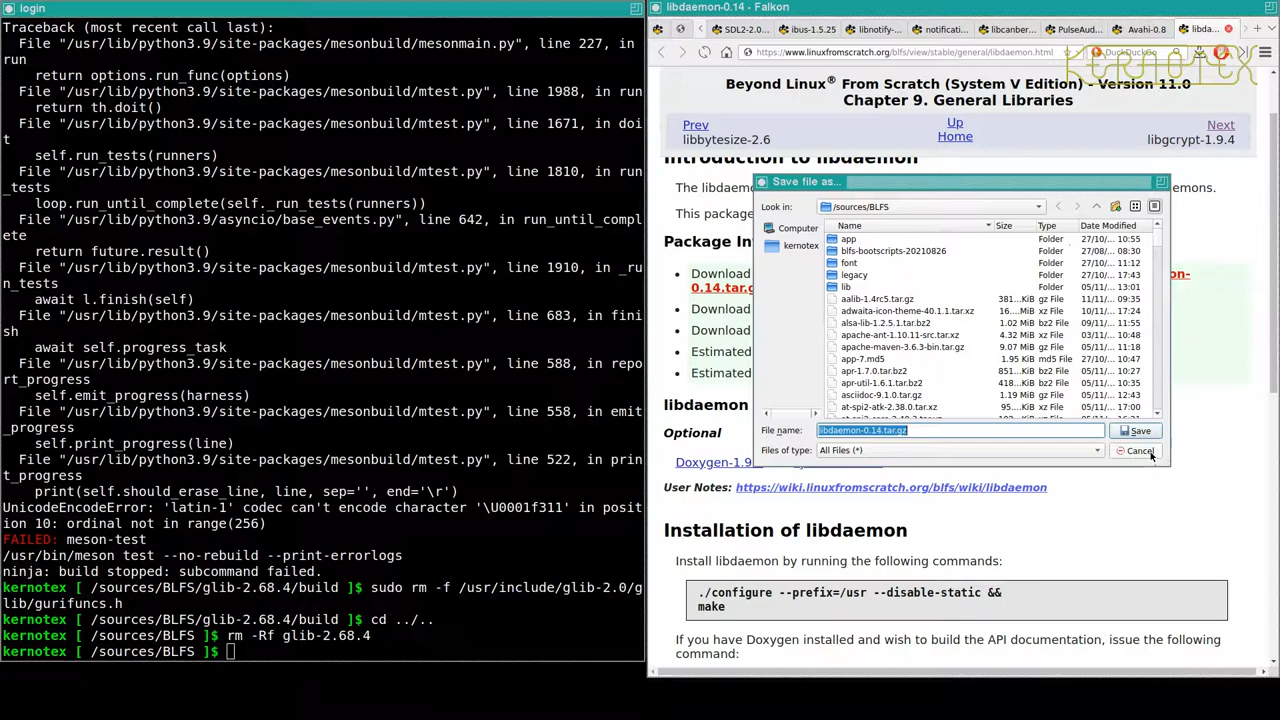 login
Traceback (most recent call last):
File "/usr/lib/python3.9/site-packages/mesonbuild/mesonmain.py", line 227, in
run
return options.run_func(options)
File "/usr/lib/python3.9/site-packages/mesonbuild/mtest.py", line 1988, in run
return th.doit()
File "/usr/lib/python3.9/site-packages/mesonbuild/mtest.py", line 1671, in doi
t
self.run_tests(runners)
File "/usr/lib/python3.9/site-packages/mesonbuild/mtest.py", line 1810, in run
_tests
loop.run_until_complete(self._run_tests(runners))
File "/usr/lib/python3.9/asyncio/base_events.py", line 642, in run_until_compl
ete
return future.result()
File "/usr/lib/python3.9/site-packages/mesonbuild/mtest.py", line 1910, in _ru
n_tests
await l.finish(self)
File "/usr/lib/python3.9/site-packages/mesonbuild/mtest.py", line 683, in fini
sh
await self.progress_task
File "/usr/lib/python3.9/site-packages/mesonbuild/mtest.py", line 588, in repo
rt_progress
self.emit_progress(harness)
File "/usr/lib/python3.9/site-packages/mesonbuild/mtest.py", line 558, in emit
_progress
self.print_progress(line)
File "/usr/lib/python3.9/site-packages/mesonbuild/mtest.py", line 522, in prin
t_progress
print(self.should_erase_line, line, sep='', end='\r')
UnicodeEncodeError: 'latin-1' codec can't encode character '\U0001f311' in posit
ion 10: ordinal not in range(256)
FAILED: meson-test
/usr/bin/meson test --no-rebuild --print-errorlogs
ninja: build stopped: subcommand failed.
kernotex [ /sources/BLFS/glib-2.68.4/build ]$ sudo rm -f /usr/include/glib-2.0/g
lib/gurifuncs.h
kernotex [ /sources/BLFS/glib-2.68.4/build ]$ cd ../..
kernotex [ /sources/BLFS ]$ rm -Rf glib-2.68.4
kernotex [ /sources/BLFS ]$
libdaemon-0.14 - Falkon
SDL2-2.0... ibus-1.5.25 libnotify-... notificati... libcanber... PulseAud... Avahi-0.8 libda...
https://www.linuxfromscratch.org/blfs/view/stable/general/libdaemon.html
DuckDuckGo
KERNOTEX
Beyond Linux® From Scratch (System V Edition) - Version 11.0
Chapter 9. General Libraries
Prev Up Next
libbytesize-2.6 Home libgcrypt-1.9.4
Introduction to libdaemon
The libdaemo
emons.
This packag
Package In
Download
on-
0.14.tar.g
Download
Download
Estimated
Estimated
libdaemon
Optional
Doxygen-1.9
Save file as...
Look in: /sources/BLFS
Computer
kernotex
Name Size Type Date Modified
app Folder 27/10/... 10:55
blfs-bootscripts-20210826 Folder 27/08/... 08:30
font Folder 27/10/... 11:12
legacy Folder 27/10/... 17:43
lib Folder 05/11/... 13:01
aalib-1.4rc5.tar.gz 381...KiB gz File 11/11/... 09:35
adwaita-icon-theme-40.1.1.tar.xz 16....MiB xz File 10/11/... 17:24
alsa-lib-1.2.5.1.tar.bz2 1.02 MiB bz2 File 09/11/... 11:55
apache-ant-1.10.11-src.tar.xz 4.32 MiB xz File 03/11/... 10:48
apache-maven-3.6.3-bin.tar.gz 9.07 MiB gz File 27/10/... 11:38
app-7.md5 1.95 KiB md5 File 27/10/... 10:47
apr-1.7.0.tar.bz2 851...KiB bz2 File 05/11/... 10:27
apr-util-1.6.1.tar.bz2 418...KiB bz2 File 05/11/... 10:35
asciidoc-9.1.0.tar.gz 1.19 MiB gz File 05/11/... 12:43
at-spi2-atk-2.38.0.tar.xz 95....KiB xz File 05/11/... 17:00
File name: libdaemon-0.14.tar.gz Save
Files of type: All Files (*) Cancel
User Notes: https://wiki.linuxfromscratch.org/blfs/wiki/libdaemon
Installation of libdaemon
Install libdaemon by running the following commands:
./configure --prefix=/usr --disable-static &&
make
If you have Doxygen installed and wish to build the API documentation, issue the following
command: